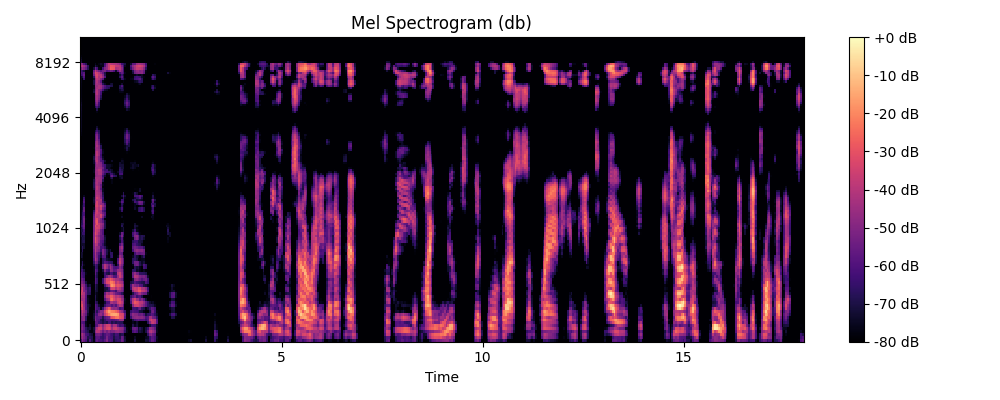 Mel Spectrogram (db)
8192
4096
2048
1024
512
0
Hz
0
5
10
15
Time
+0 dB
-10 dB
-20 dB
-30 dB
-40 dB
-50 dB
-60 dB
-70 dB
-80 dB